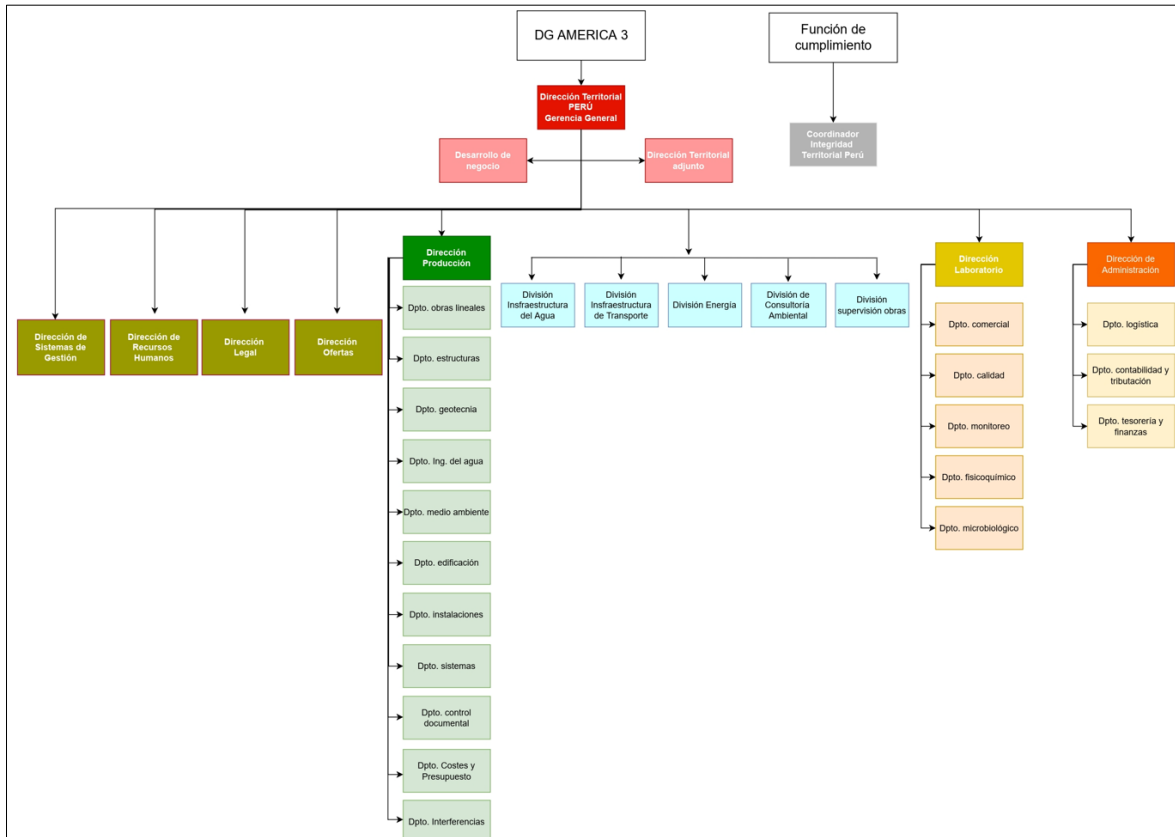 DG AMERICA 3
Función de
cumplimiento
Dirección Territorial
PERÚ
Gerencia General
Coordinador
Integridad
Territorial Perú
Desarrollo de
negocio
Dirección Territorial
adjunto
Dirección de
Sistemas de
Gestión
Dirección de
Recursos
Humanos
Dirección
Legal
Dirección
Ofertas
Dirección
Producción
Dpto. obras lineales
Dpto. estructuras
Dpto. geotecnia
Dpto. Ing. del agua
Dpto. medio ambiente
Dpto. edificación
Dpto. instalaciones
Dpto. sistemas
Dpto. control
documental
Dpto. Costes y
Presupuesto
Dpto. Interferencias
División
Insfraestructura
del Agua
División
Insfraestructura
de Transporte
División Energía
División de
Consultoría
Ambiental
División
supervisión obras
Dirección
Laboratorio
Dpto. comercial
Dpto. calidad
Dpto. monitoreo
Dpto. fisicoquímico
Dpto. microbiológico
Dirección de
Administración
Dpto. logística
Dpto. contabilidad y
tributación
Dpto. tesorería y
finanzas